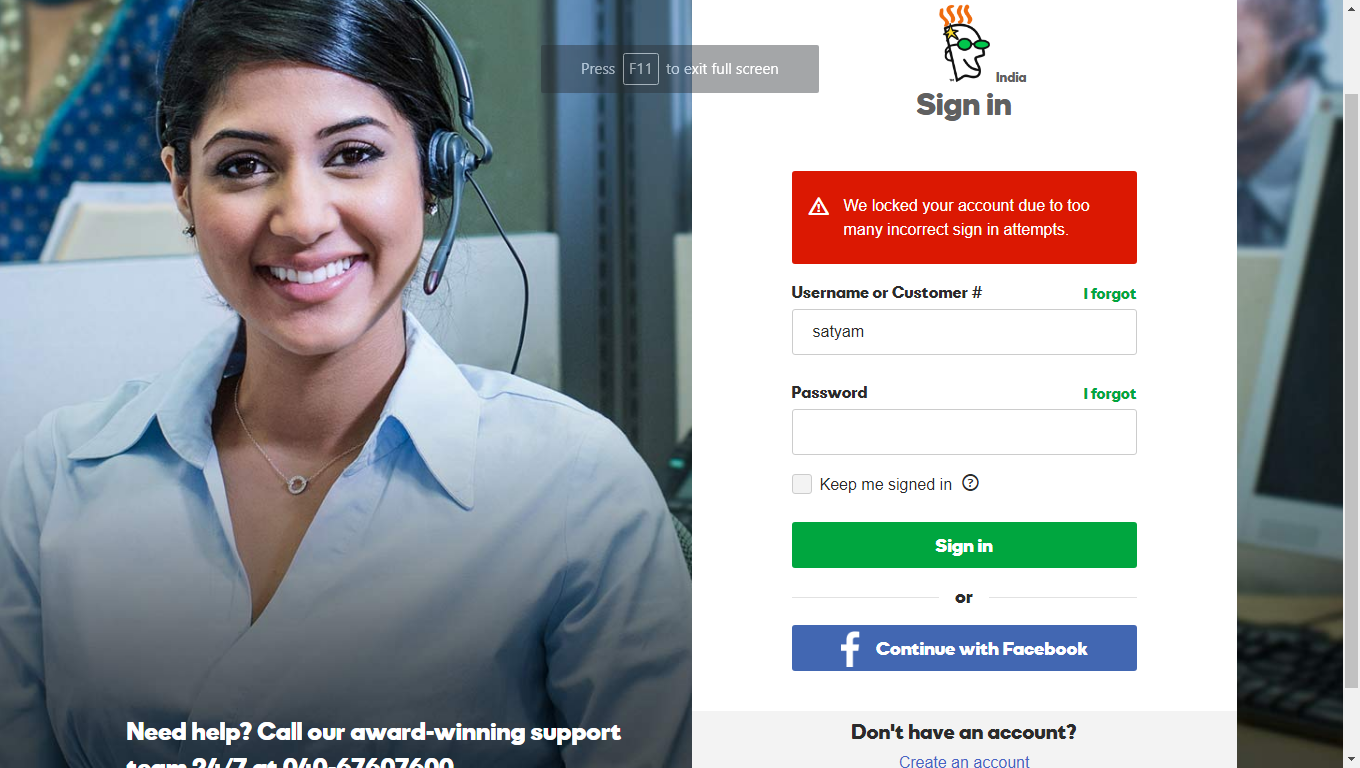 Press F11 to exit full screen
India
Sign in
We locked your account due to too
many incorrect sign in attempts.
Username or Customer # I forgot
satyam
Password I forgot
Keep me signed in ?
Sign in
or
f Continue with Facebook
Don't have an account?
Create an account
Need help? Call our award-winning support
team 24/7 at 040-67607600